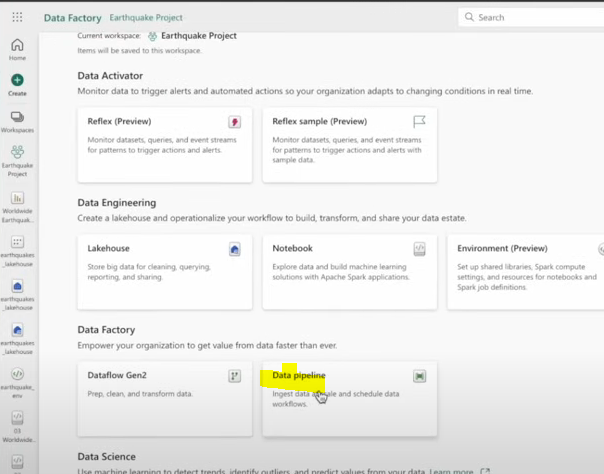 Data Factory Earthquake Project
Search
Current workspace: Earthquake Project
Items will be saved to this workspace.
Home
Create
Workspaces
Earthquake
Project
Worldwide
Earthquak...
earthquakes
_lakehouse
earthquakes
_lakehouse
earthquakes
_lakehouse
earthquake_
env
03
Worldwide...
Data Activator
Monitor data to trigger alerts and automated actions so your organization adapts to changing conditions in real time.
Reflex (Preview)
Monitor datasets, queries, and event streams
for patterns to trigger actions and alerts.
Reflex sample (Preview)
Monitor datasets, queries, and event streams
for patterns to trigger actions and alerts with
sample data.
Data Engineering
Create a lakehouse and operationalize your workflow to build, transform, and share your data estate.
Lakehouse
Store big data for cleaning, querying,
reporting, and sharing.
Notebook
Explore data and build machine learning
solutions with Apache Spark applications.
Environment (Preview)
Set up shared libraries, Spark compute
settings, and resources for notebooks and
Spark job definitions.
Data Factory
Empower your organization to get value from data faster than ever.
Dataflow Gen2
Prep, clean, and transform data.
Data pipeline
Ingest data at scale and schedule data
workflows.
Data Science
Use machine learning to detect trends, identify outliers, and predict values from your data. Learn more